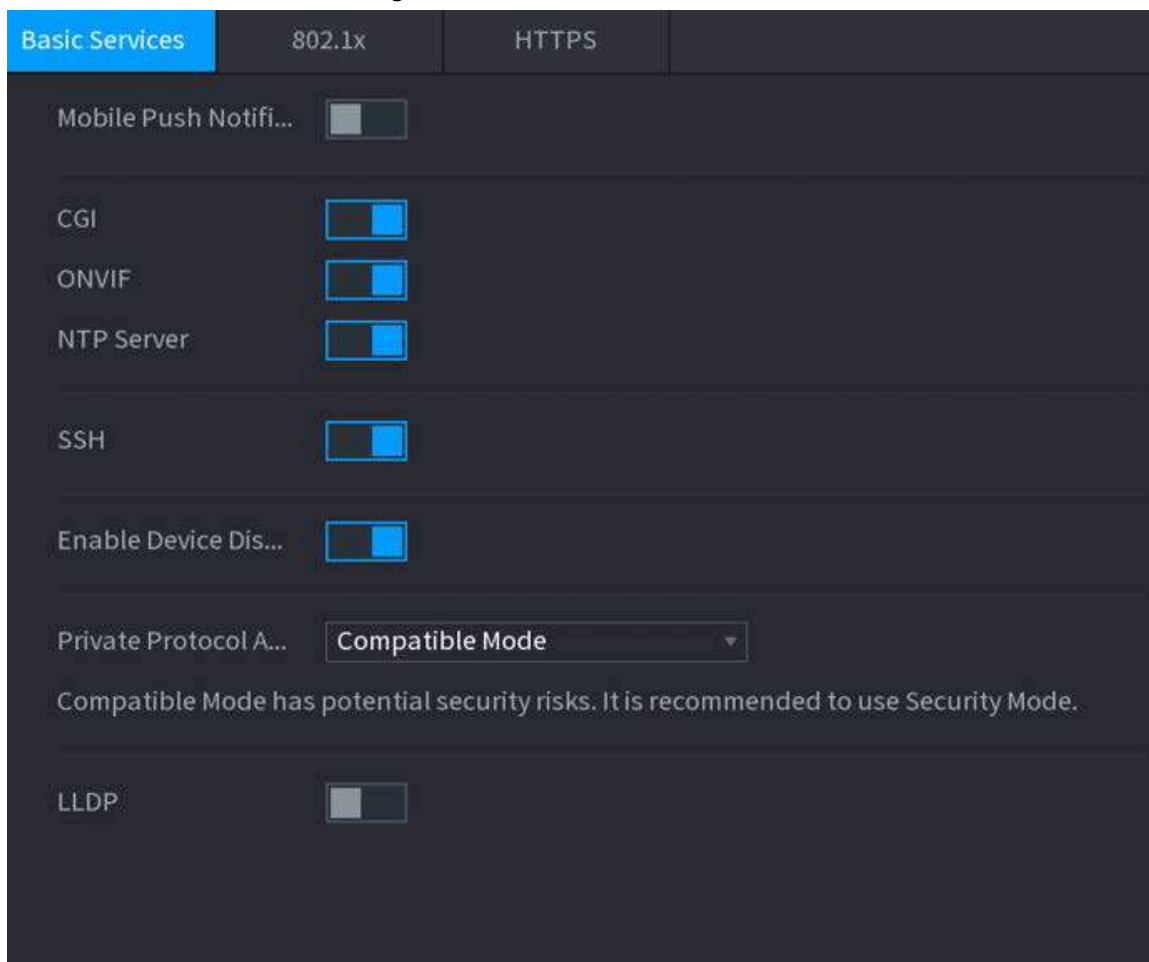 Basic Services 802.1x HTTPS
Mobile Push Notifi...
CGI
ONVIF
NTP Server
SSH
Enable Device Dis...
Private Protocol A... Compatible Mode
Compatible Mode has potential security risks. It is recommended to use Security Mode.
LLDP